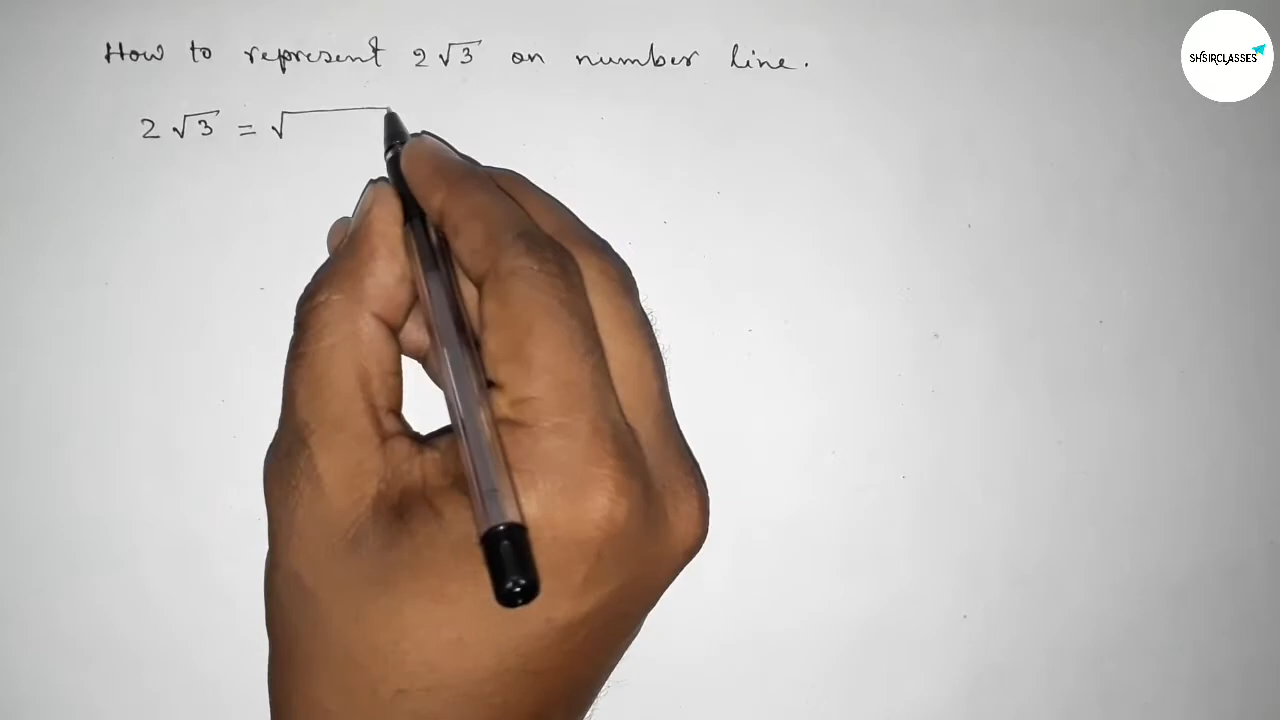 How to represent 2√3 on number line.
2√3 = √
SHSIRCLASSES